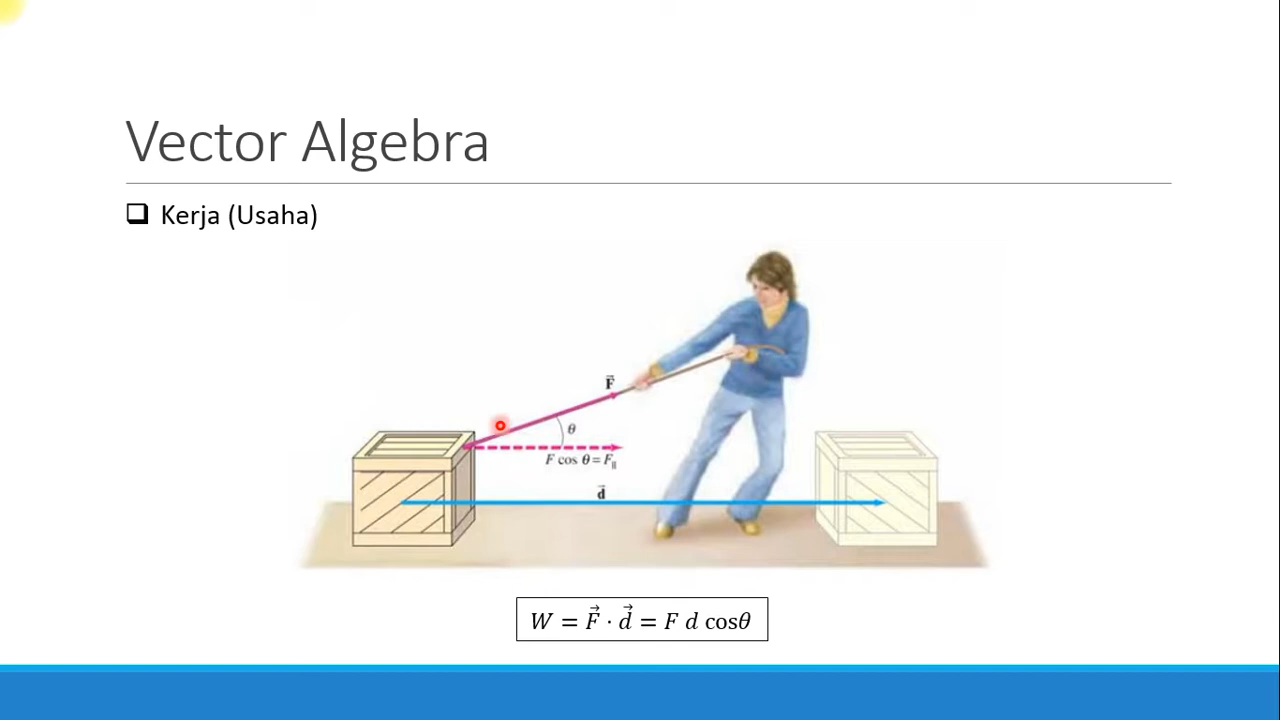 Vector Algebra
❑ Kerja (Usaha)
F⃗
θ
F cos θ = F∥
d⃗
W = F⃗ · d⃗ = F d cosθ